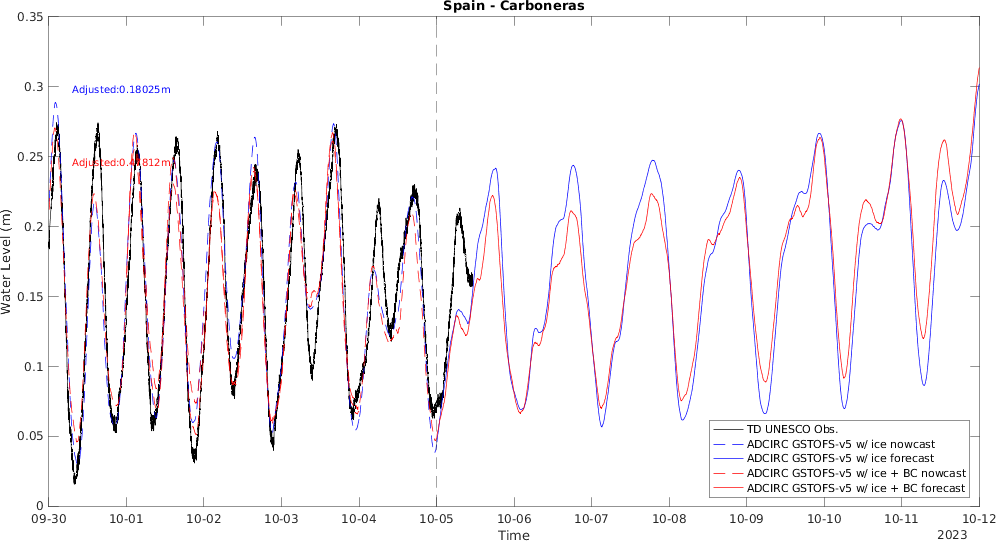 Spain - Carboneras
0.35
0.3
0.25
0.2
0.15
0.1
0.05
0
Water Level (m)
Adjusted:0.18025m
TD UNESCO Obs.
ADCIRC GSTOFS-v5 w/ ice nowcast
ADCIRC GSTOFS-v5 w/ ice forecast
ADCIRC GSTOFS-v5 w/ ice + BC nowcast
ADCIRC GSTOFS-v5 w/ ice + BC forecast
09-30 10-01 10-02 10-03 10-04 10-05 10-06 10-07 10-08 10-09 10-10 10-11 10-12
Time
2023